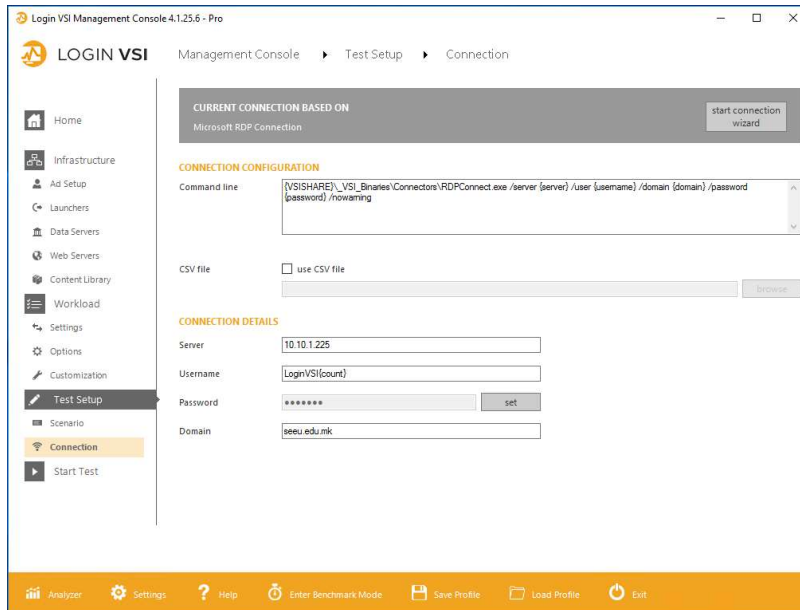 Login VSI Management Console 4.1.25.6 - Pro
LOGIN VSI
Management Console Test Setup Connection
Home
Infrastructure
Ad Setup
Launchers
Data Servers
Web Servers
Content Library
Workload
Settings
Options
Customization
Test Setup
Scenario
Connection
Start Test
CURRENT CONNECTION BASED ON
Microsoft RDP Connection
start connection
wizard
CONNECTION CONFIGURATION
Command line
{VSISHARE}\_VSI_Binaries\Connectors\RDPConnect.exe /server {server} /user {username} /domain {domain} /password
{password} /nowarning
CSV file
use CSV file
browse
CONNECTION DETAILS
Server 10.10.1.225
Username LoginVSI{count}
Password set
Domain seeu.edu.mk
Analyzer Settings Help Enter Benchmark Mode Save Profile Load Profile Exit